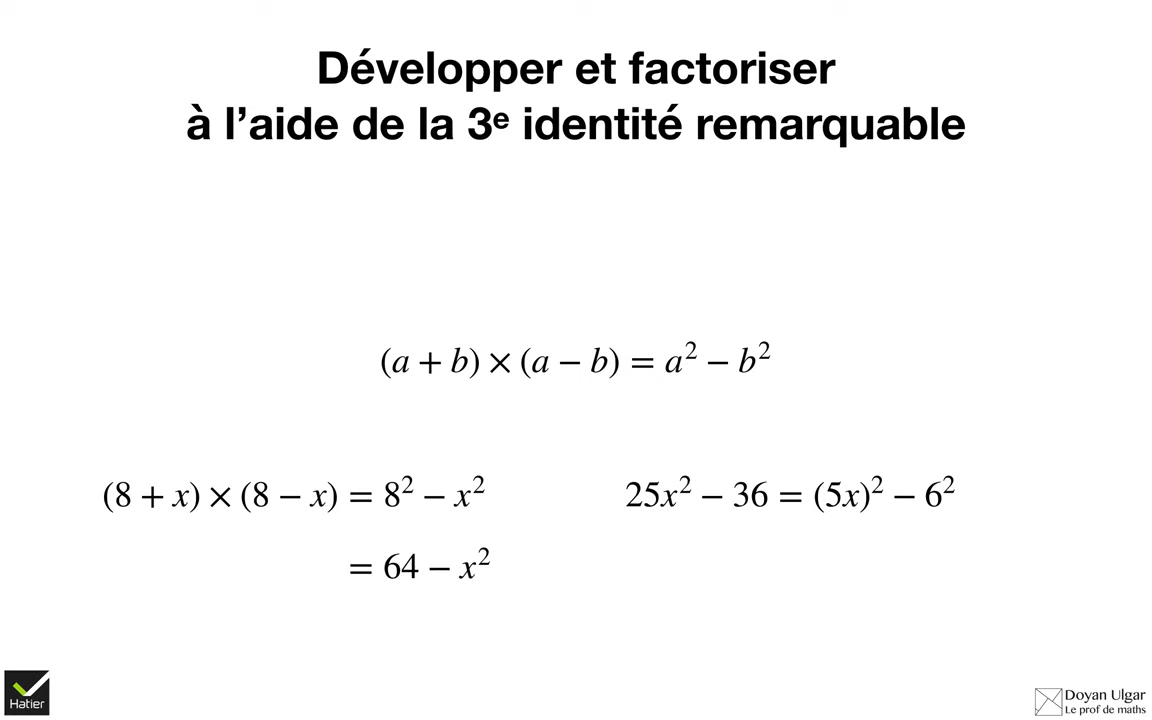 Développer et factoriser
à l’aide de la 3e identité remarquable
(a + b) × (a − b) = a² − b²
(8 + x) × (8 − x) = 8² − x²
= 64 − x²
25x² − 36 = (5x)² − 6²
Hatier
Doyan Ulgar
Le prof de maths